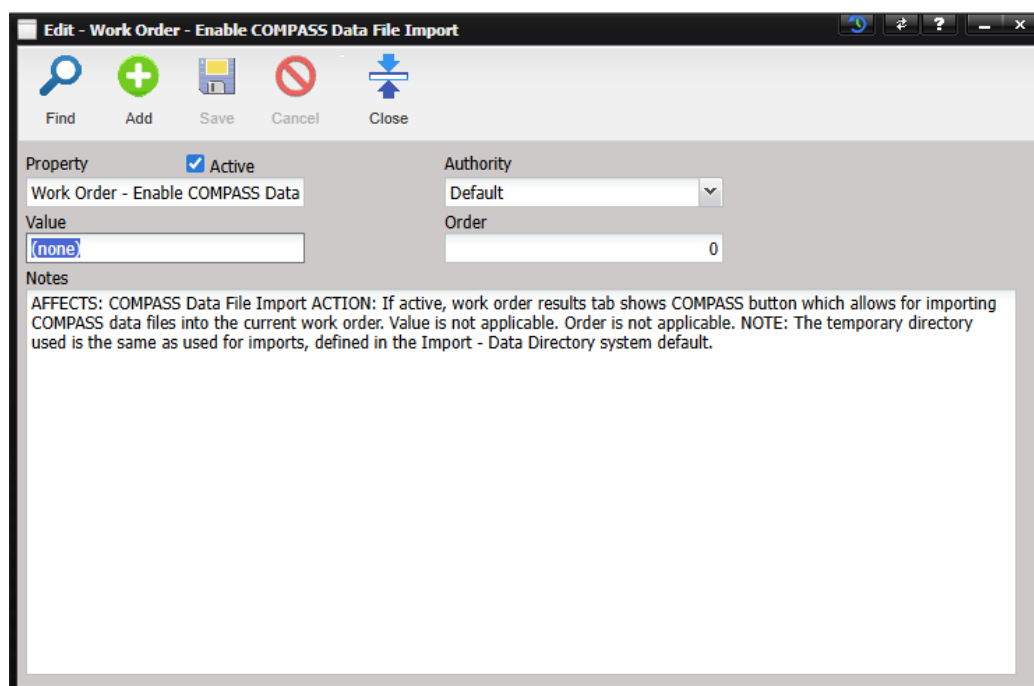 Edit - Work Order - Enable COMPASS Data File Import
?
Find
Add
Save
Cancel
Close
Property
Active
Authority
Work Order - Enable COMPASS Data
Default
Value
Order
(none)
0
Notes
AFFECTS: COMPASS Data File Import ACTION: If active, work order results tab shows COMPASS button which allows for importing
COMPASS data files into the current work order. Value is not applicable. Order is not applicable. NOTE: The temporary directory
used is the same as used for imports, defined in the Import - Data Directory system default.